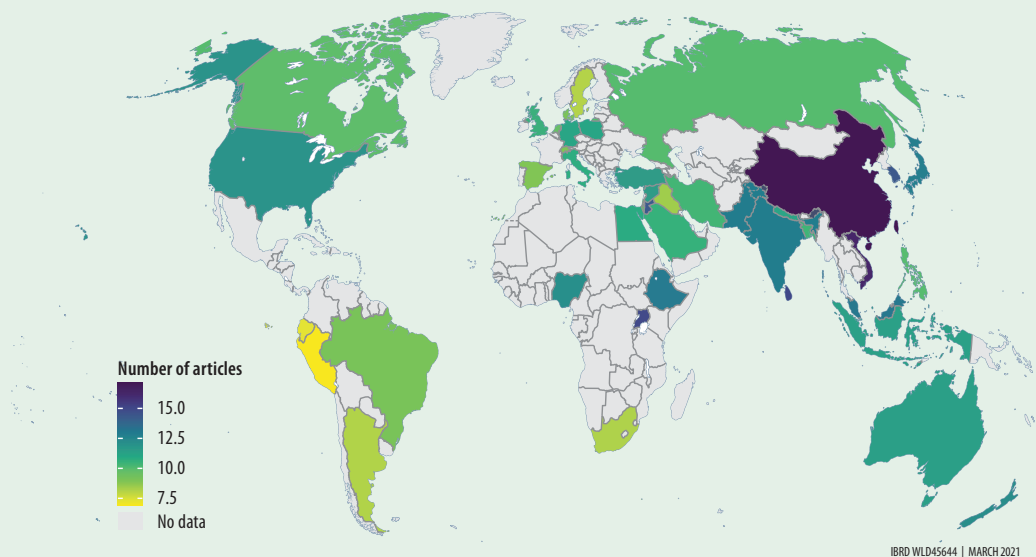 Number of articles
15.0
12.5
10.0
7.5
No data
IBRD WLD45644 | MARCH 2021